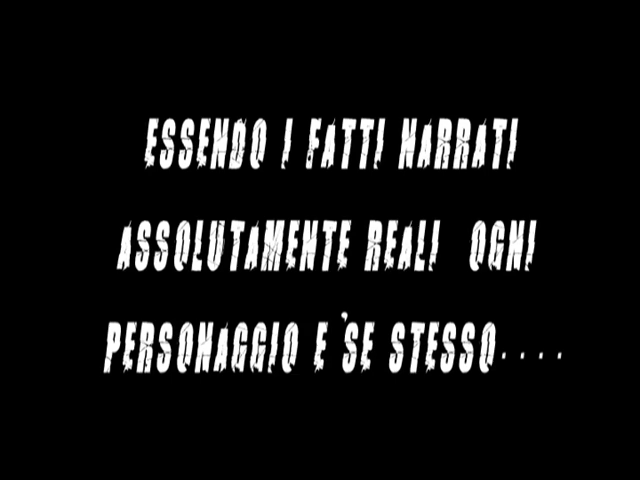 ESSENDO I FATTI NARRATI
ASSOLUTAMENTE REALI OGNI
PERSONAGGIO E'SE STESSO....